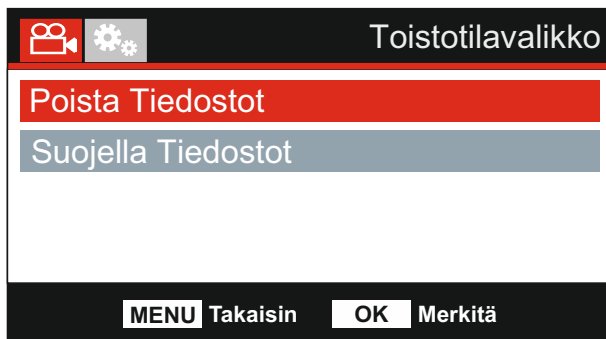 Toistotilavalikko
Poista Tiedostot
Suojella Tiedostot
MENU Takaisin OK Merkitä